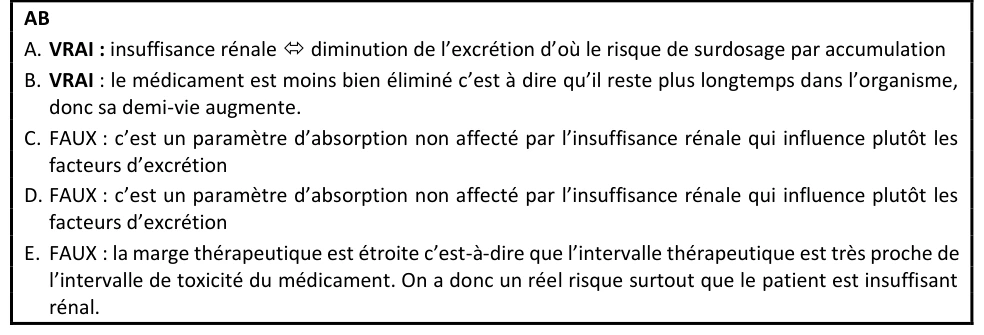 AB
A. VRAI : insuffisance rénale ⬄ diminution de l’excrétion d’où le risque de surdosage par accumulation
B. VRAI : le médicament est moins bien éliminé c’est à dire qu’il reste plus longtemps dans l’organisme,
donc sa demi-vie augmente.
C. FAUX : c’est un paramètre d’absorption non affecté par l’insuffisance rénale qui influence plutôt les
facteurs d’excrétion
D. FAUX : c’est un paramètre d’absorption non affecté par l’insuffisance rénale qui influence plutôt les
facteurs d’excrétion
E. FAUX : la marge thérapeutique est étroite c’est-à-dire que l’intervalle thérapeutique est très proche de
l’intervalle de toxicité du médicament. On a donc un réel risque surtout que le patient est insuffisant
rénal.